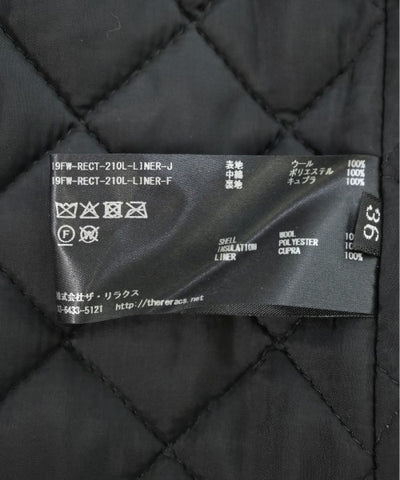 19FW-RECT-210L-LINER-J
19FW-RECT-210L-LINER-F
表地 ウール 100%
中綿 ポリエステル 100%
裏地 キュプラ 100%
SHELL WOOL
INSULATION POLYESTER
LINER CUPRA 100%
株式会社ザ・リラクス
03-6433-5121 http://thereracs.net
36